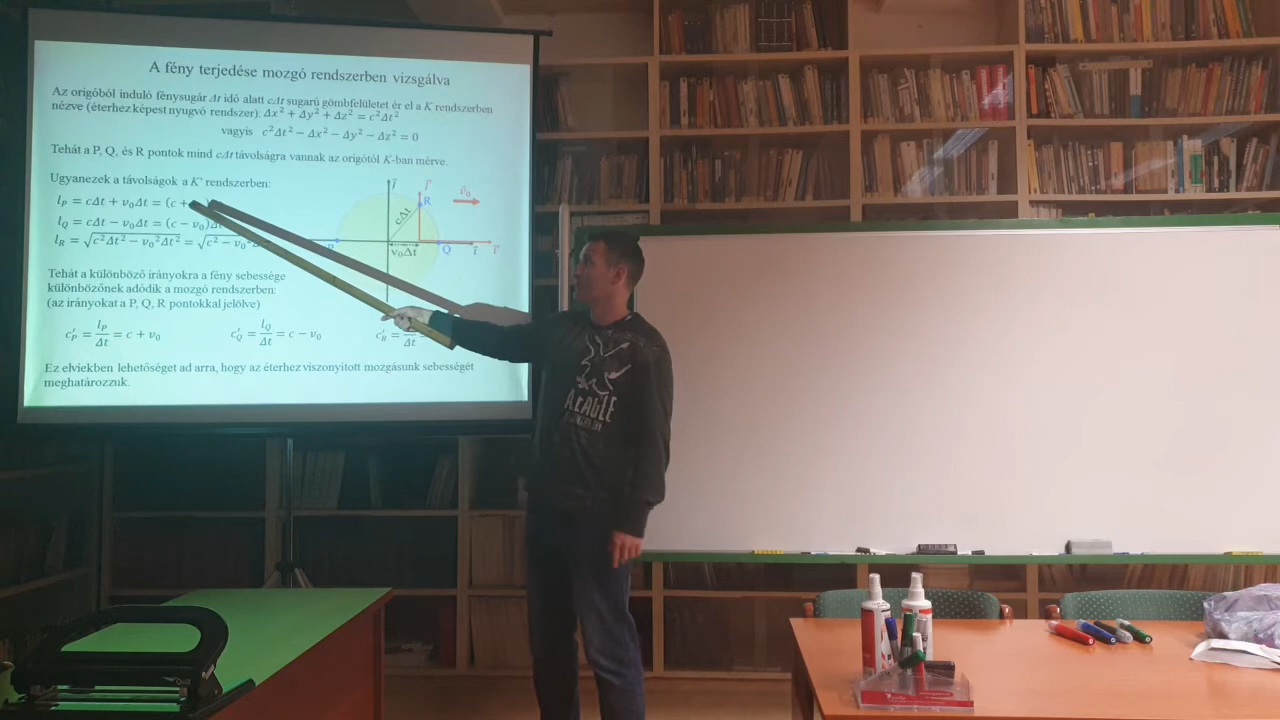 A fény terjedése mozgó rendszerben vizsgálva
Az origóból induló fénysugár Δt idő alatt cΔt sugarú gömbfelületet ér el a K rendszerben
nézve (éterhez képest nyugvó rendszer): Δx² + Δy² + Δz² = c²Δt²
vagyis c²Δt² − Δx² − Δy² − Δz² = 0
Tehát a P, Q, és R pontok mind cΔt távolságra vannak az origótól K-ban mérve.
Ugyanezek a távolságok a K' rendszerben:
l_P = cΔt + v₀Δt = (c +
l_Q = cΔt − v₀Δt = (c − v₀)
l_R = √(c²Δt² − v₀²Δt²) = √(c² − v₀²
R
cΔt
v₀Δt
Q
Tehát a különböző irányokra a fény sebessége
különbözőnek adódik a mozgó rendszerben:
(az irányokat a P, Q, R pontokkal jelölve)
c'_P = l_P/Δt = c + v₀ c'_Q = l_Q/Δt = c − v₀ c'_R =
Ez elviekben lehetőséget ad arra, hogy az éterhez viszonyított mozgásunk sebességét
meghatározzuk.